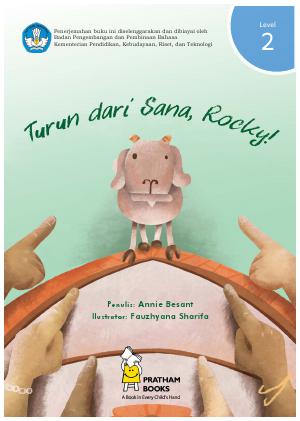 Penerjemahan buku ini diselenggarakan dan dibiayai oleh
Badan Pengembangan dan Pembinaan Bahasa
Kementerian Pendidikan, Kebudayaan, Riset, dan Teknologi
Level
2
Turun dari Sana, Rocky!
Penulis: Annie Besant
Ilustrator: Fauzhyana Sharifa
PRATHAM
BOOKS
A Book in Every Child's Hand